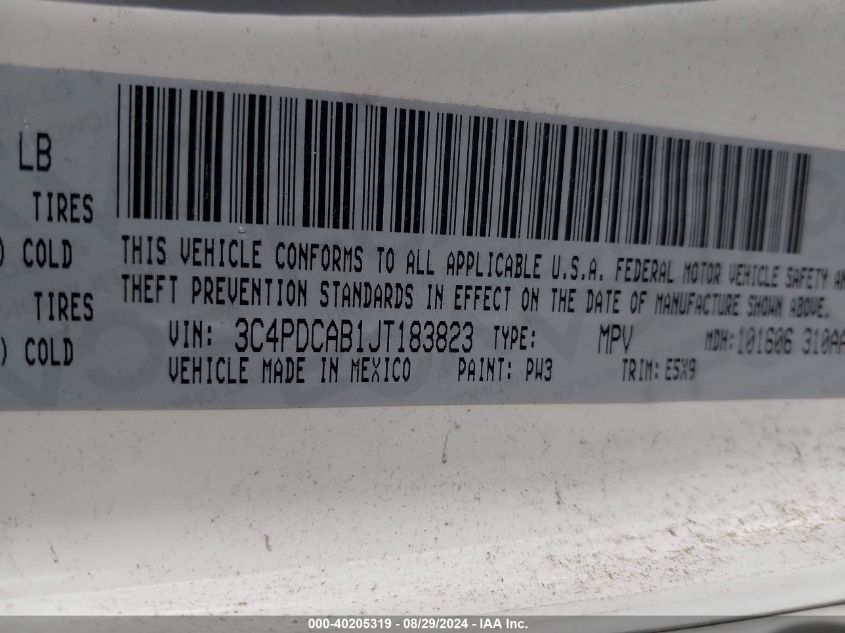 LB
TIRES
) COLD
TIRES
) COLD
THIS VEHICLE CONFORMS TO ALL APPLICABLE U.S.A. FEDERAL MOTOR VEHICLE SAFETY AN
THEFT PREVENTION STANDARDS IN EFFECT ON THE DATE OF MANUFACTURE SHOWN ABOVE.
VIN: 3C4PDCAB1JT183823 TYPE: MPV MDH: 101606 310AA
VEHICLE MADE IN MEXICO PAINT: PW3 TRIM: E5X9
000-40205319 - 08/29/2024 - IAA Inc.